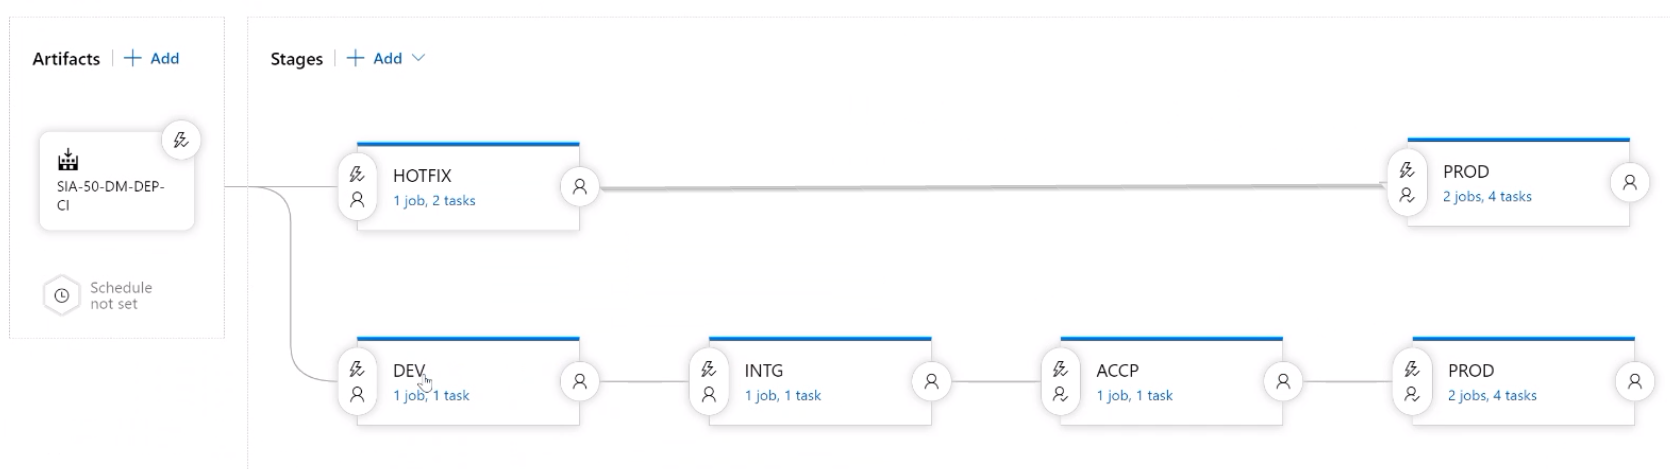 Artifacts | + Add
Stages | + Add
SIA-50-DM-DEP-
CI
Schedule
not set
HOTFIX
1 job, 2 tasks
PROD
2 jobs, 4 tasks
DEV
1 job, 1 task
INTG
1 job, 1 task
ACCP
1 job, 1 task
PROD
2 jobs, 4 tasks